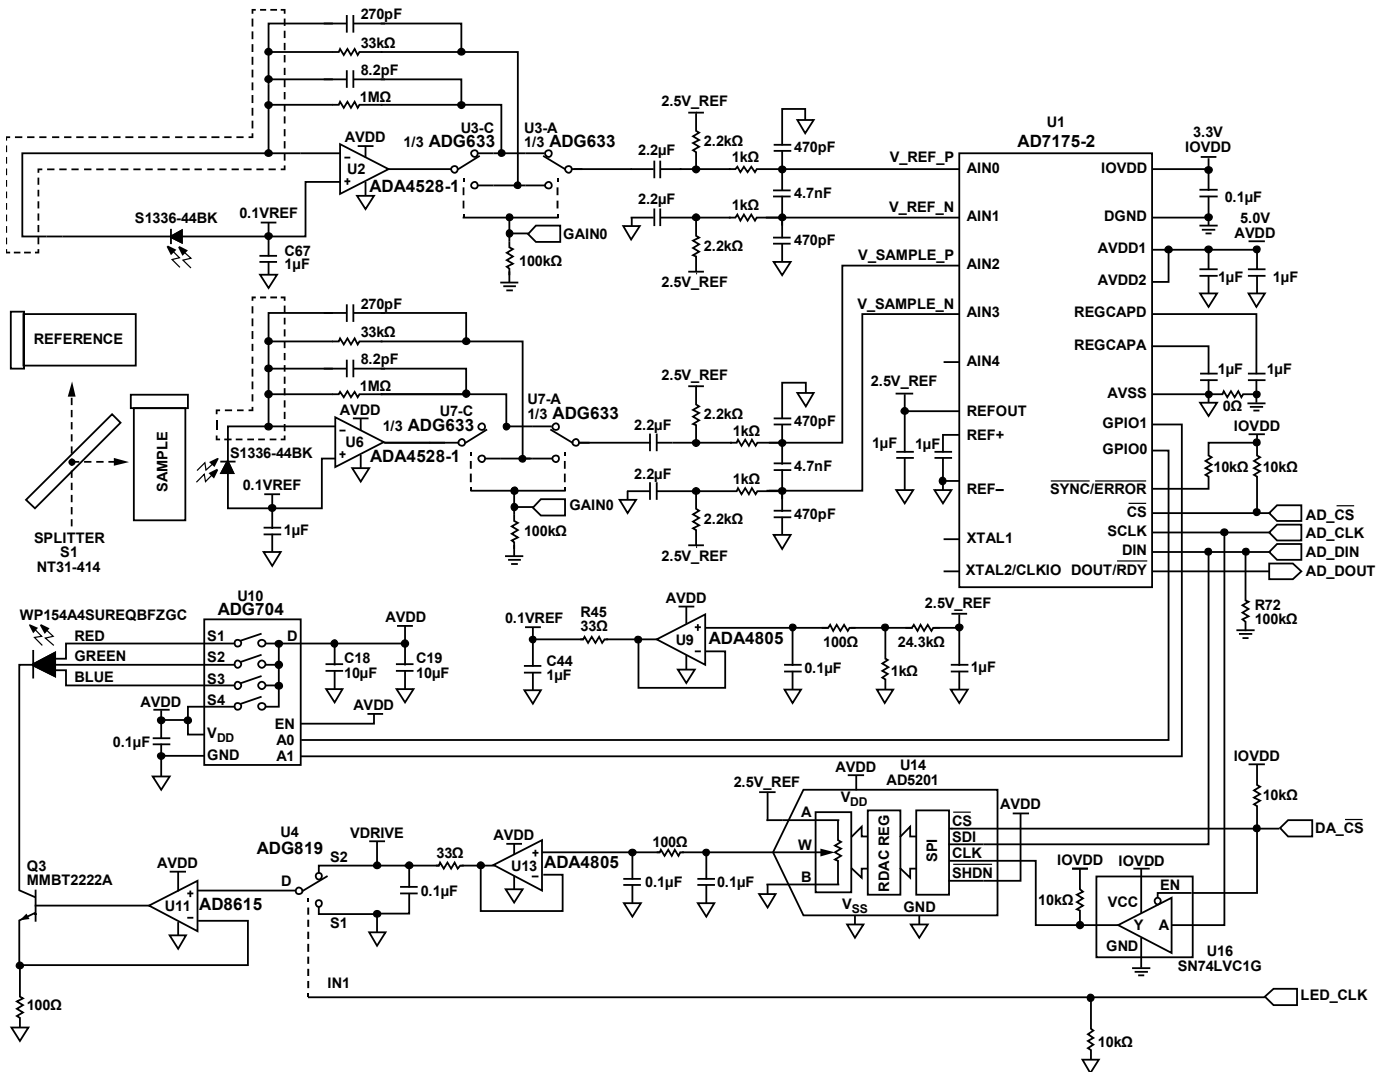 270pF
33kΩ
8.2pF
1MΩ
AVDD
U2
ADA4528-1
U3-C
1/3 ADG633
U3-A
1/3 ADG633
S1336-44BK
0.1VREF
C67
1µF
GAIN0
100kΩ
2.5V_REF
2.2µF
2.2kΩ
1kΩ
470pF
4.7nF
2.2µF
1kΩ
2.2kΩ
470pF
2.5V_REF
V_REF_P
V_REF_N
V_SAMPLE_P
V_SAMPLE_N
U1
AD7175-2
AIN0
AIN1
AIN2
AIN3
AIN4
REFOUT
REF+
REF–
XTAL1
XTAL2/CLKIO
IOVDD
DGND
AVDD1
AVDD2
REGCAPD
REGCAPA
AVSS
GPIO1
GPIO0
SYNC/ERROR
CS
SCLK
DIN
DOUT/RDY
3.3V
IOVDD
0.1µF
5.0V
AVDD
1µF
1µF
1µF
1µF
0Ω
IOVDD
10kΩ
10kΩ
AD_CS
AD_CLK
AD_DIN
AD_DOUT
R72
100kΩ
2.5V_REF
1µF
1µF
REFERENCE
SAMPLE
SPLITTER
S1
NT31-414
270pF
33kΩ
8.2pF
1MΩ
AVDD
U6
ADA4528-1
U7-C
1/3 ADG633
U7-A
1/3 ADG633
S1336-44BK
0.1VREF
1µF
GAIN0
100kΩ
2.5V_REF
2.2µF
2.2kΩ
1kΩ
470pF
4.7nF
2.2µF
1kΩ
2.2kΩ
470pF
2.5V_REF
WP154A4SUREQBFZGC
RED
GREEN
BLUE
U10
ADG704
S1
S2
S3
S4
D
VDD
GND
EN
A0
A1
AVDD
0.1µF
C18
10µF
AVDD
C19
10µF
AVDD
0.1VREF
R45
33Ω
C44
1µF
AVDD
U9
ADA4805
100Ω
0.1µF
24.3kΩ
1kΩ
2.5V_REF
1µF
Q3
MMBT2222A
100Ω
AVDD
U11
AD8615
U4
ADG819
D
S2
S1
IN1
VDRIVE
0.1µF
33Ω
AVDD
U13
ADA4805
0.1µF
100Ω
0.1µF
2.5V_REF
AVDD
U14
AD5201
VDD
A
W
B
RDAC REG
SPI
CS
SDI
CLK
SHDN
VSS
GND
AVDD
IOVDD
10kΩ
IOVDD
VCC
EN
Y
A
GND
U16
SN74LVC1G
IOVDD
10kΩ
DA_CS
LED_CLK
10kΩ